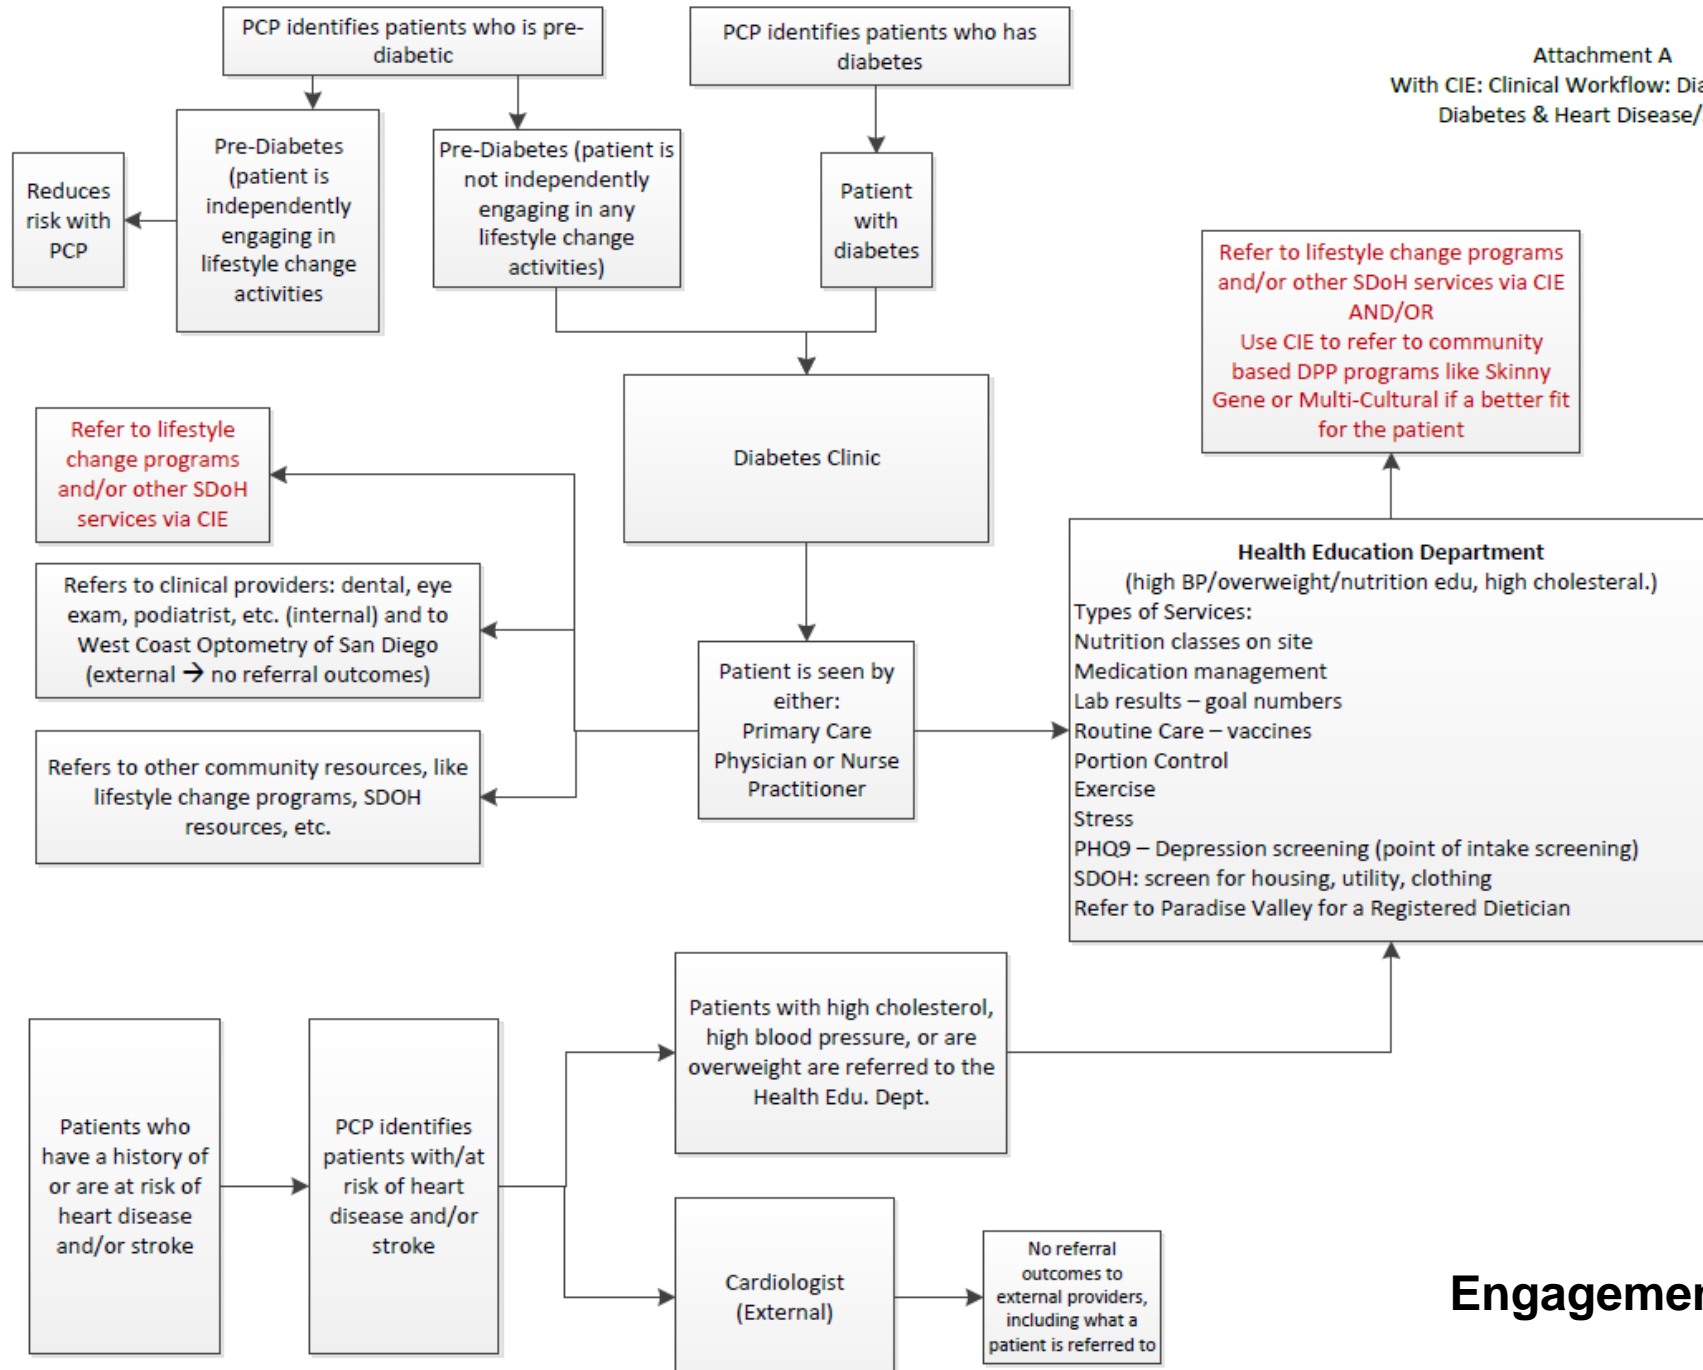 PCP identifies patients who is pre-
diabetic
PCP identifies patients who has
diabetes
Attachment A
With CIE: Clinical Workflow:
Diabetes & Heart Disease/
Reduces
risk with
PCP
Pre-Diabetes
(patient is
independently
engaging in
lifestyle change
activities
Pre-Diabetes (patient is
not independently
engaging in any
lifestyle change
activities)
Patient
with
diabetes
Refer to lifestyle change programs
and/or other SDoH services via CIE
AND/OR
Use CIE to refer to community
based DPP programs like Skinny
Gene or Multi-Cultural if a better fit
for the patient
Diabetes Clinic
Refer to lifestyle
change programs
and/or other SDoH
services via CIE
Refers to clinical providers: dental, eye
exam, podiatrist, etc. (internal) and to
West Coast Optometry of San Diego
(external → no referral outcomes)
Refers to other community resources, like
lifestyle change programs, SDOH
resources, etc.
Patient is seen by
either:
Primary Care
Physician or Nurse
Practitioner
Health Education Department
(high BP/overweight/nutrition edu, high cholesteral.)
Types of Services:
Nutrition classes on site
Medication management
Lab results – goal numbers
Routine Care – vaccines
Portion Control
Exercise
Stress
PHQ9 – Depression screening (point of intake screening)
SDOH: screen for housing, utility, clothing
Refer to Paradise Valley for a Registered Dietician
Patients with high cholesterol,
high blood pressure, or are
overweight are referred to the
Health Edu. Dept.
Patients who
have a history of
or are at risk of
heart disease
and/or stroke
PCP identifies
patients with/at
risk of heart
disease and/or
stroke
Cardiologist
(External)
No referral
outcomes to
external providers,
including what a
patient is referred to